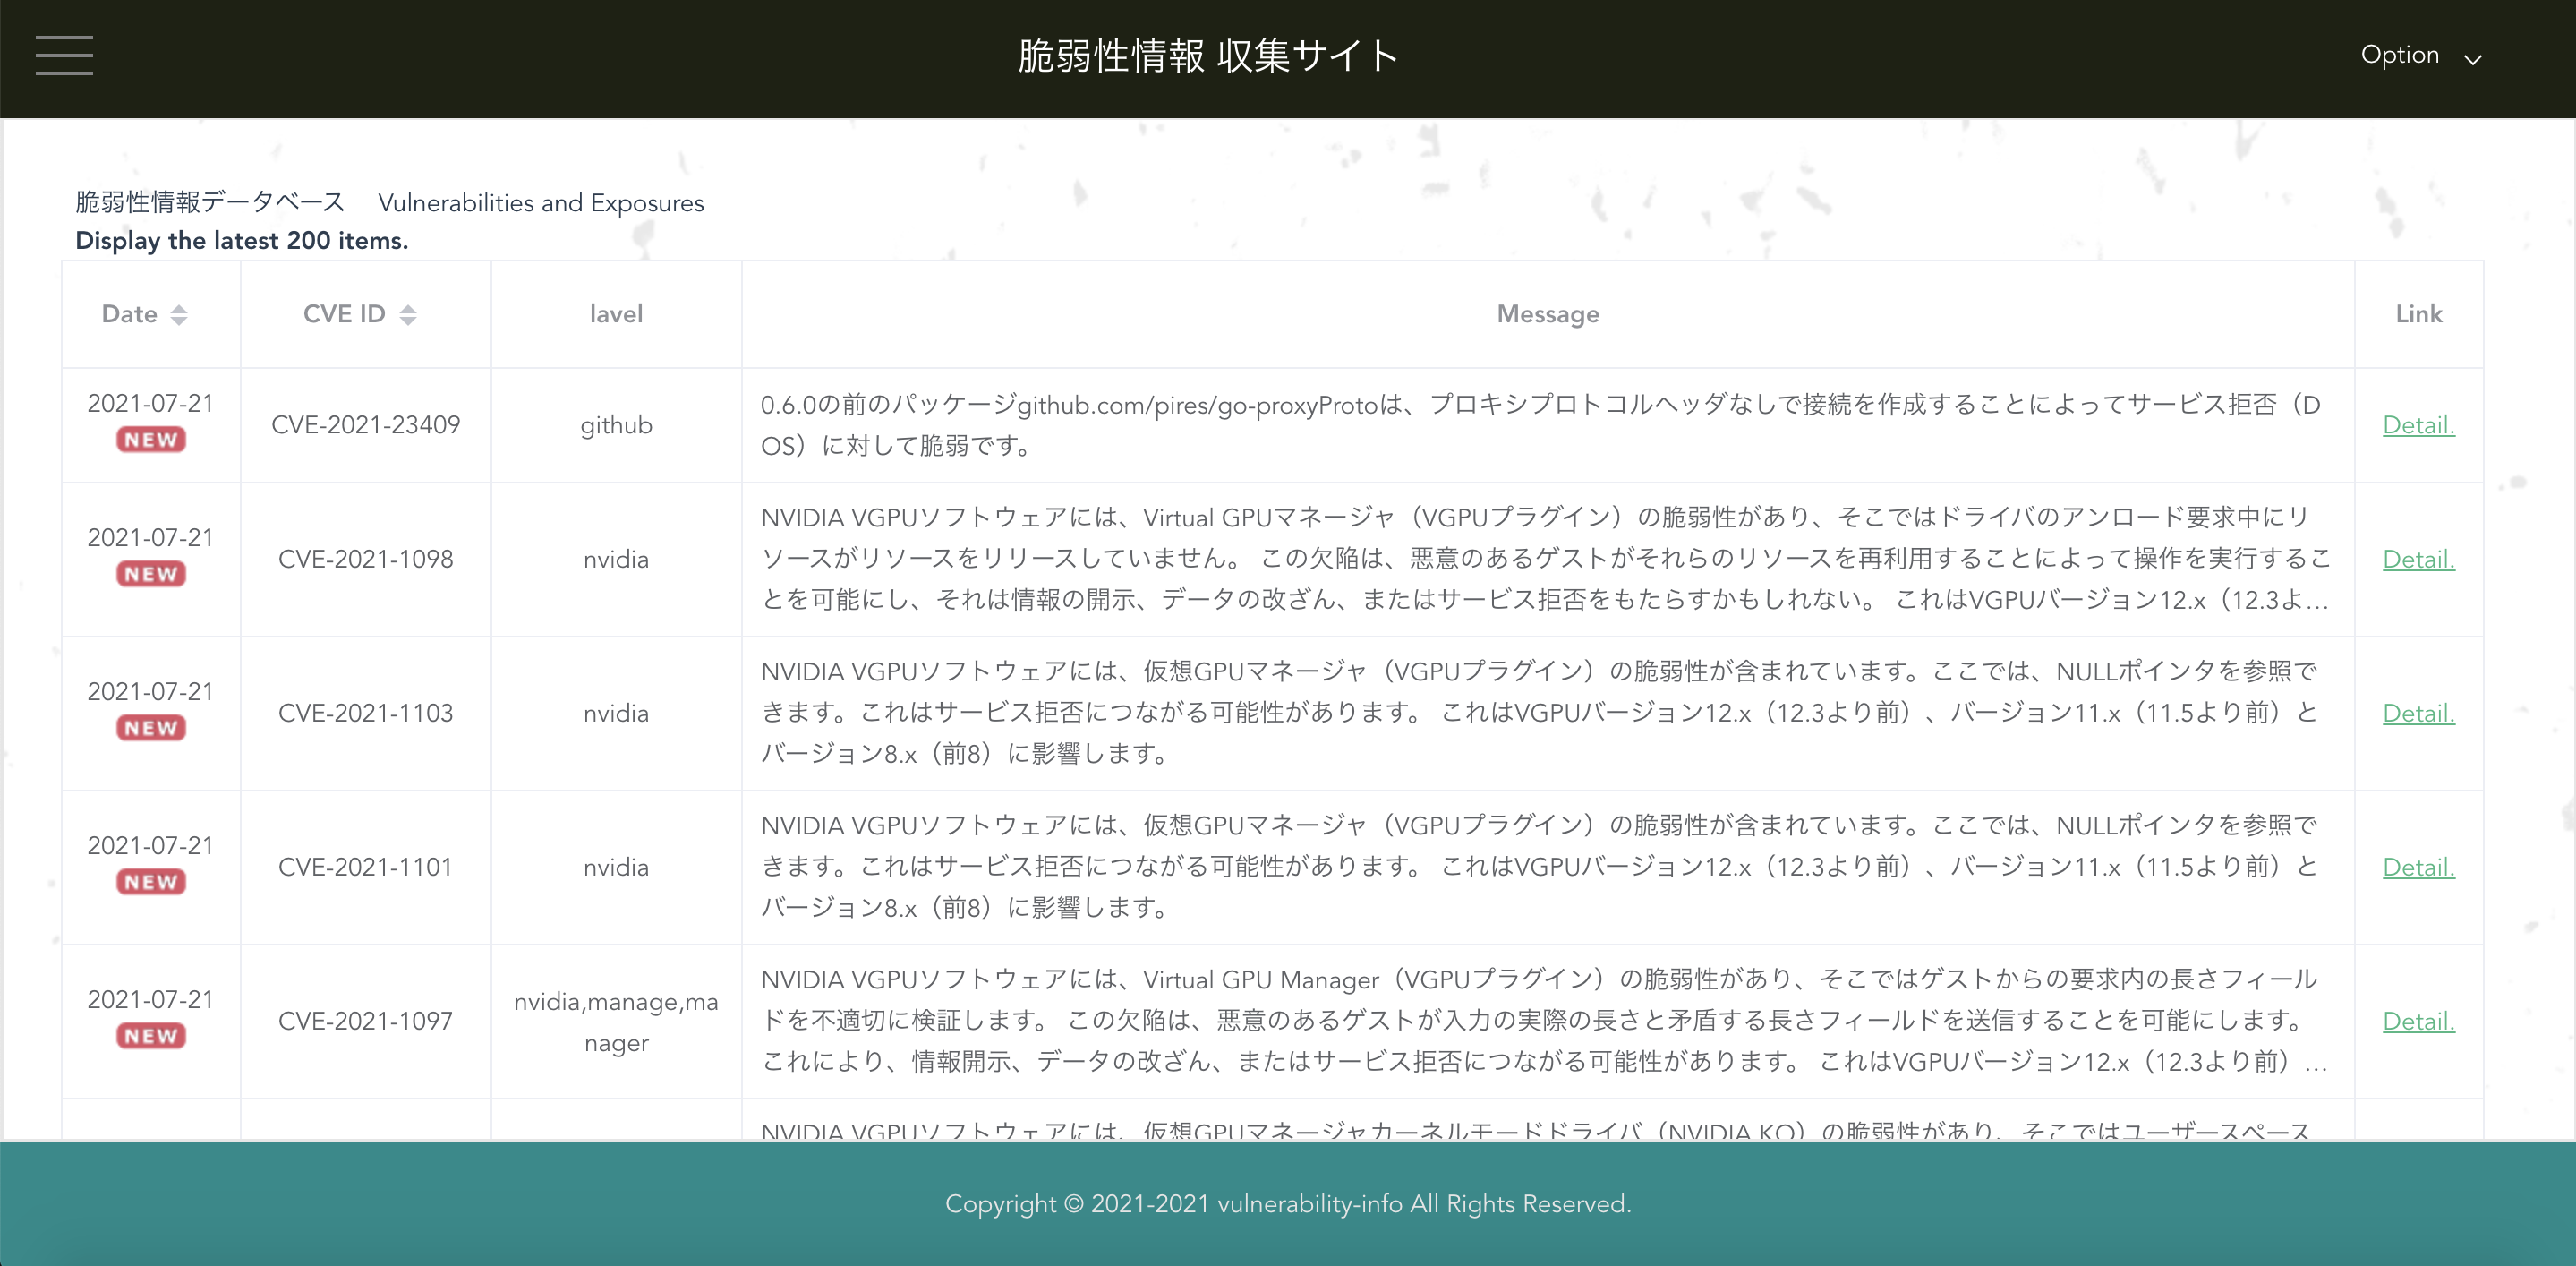 脆弱性情報 収集サイト
Option
脆弱性情報データベース Vulnerabilities and Exposures
Display the latest 200 items.
Date CVE ID lavel Message Link
2021-07-21
NEW
CVE-2021-23409
github
0.6.0の前のパッケージgithub.com/pires/go-proxyProtoは、プロキシプロトコルヘッダなしで接続を作成することによってサービス拒否（D
OS）に対して脆弱です。
Detail.
2021-07-21
NEW
CVE-2021-1098
nvidia
NVIDIA VGPUソフトウェアには、Virtual GPUマネージャ（VGPUプラグイン）の脆弱性があり、そこではドライバのアンロード要求中にリ
ソースがリソースをリリースしていません。 この欠陥は、悪意のあるゲストがそれらのリソースを再利用することによって操作を実行するこ
とを可能にし、それは情報の開示、データの改ざん、またはサービス拒否をもたらすかもしれない。 これはVGPUバージョン12.x（12.3よ…
Detail.
2021-07-21
NEW
CVE-2021-1103
nvidia
NVIDIA VGPUソフトウェアには、仮想GPUマネージャ（VGPUプラグイン）の脆弱性が含まれています。ここでは、NULLポインタを参照で
きます。これはサービス拒否につながる可能性があります。 これはVGPUバージョン12.x（12.3より前）、バージョン11.x（11.5より前）と
バージョン8.x（前8）に影響します。
Detail.
2021-07-21
NEW
CVE-2021-1101
nvidia
NVIDIA VGPUソフトウェアには、仮想GPUマネージャ（VGPUプラグイン）の脆弱性が含まれています。ここでは、NULLポインタを参照で
きます。これはサービス拒否につながる可能性があります。 これはVGPUバージョン12.x（12.3より前）、バージョン11.x（11.5より前）と
バージョン8.x（前8）に影響します。
Detail.
2021-07-21
NEW
CVE-2021-1097
nvidia,manage,ma
nager
NVIDIA VGPUソフトウェアには、Virtual GPU Manager（VGPUプラグイン）の脆弱性があり、そこではゲストからの要求内の長さフィール
ドを不適切に検証します。 この欠陥は、悪意のあるゲストが入力の実際の長さと矛盾する長さフィールドを送信することを可能にします。
これにより、情報開示、データの改ざん、またはサービス拒否につながる可能性があります。 これはVGPUバージョン12.x（12.3より前）…
Detail.
NVIDIA VGPUソフトウェアには、仮想GPUマネージャカーネルモードドライバ（NVIDIA KO）の脆弱性があり、そこではユーザースペース
Copyright © 2021-2021 vulnerability-info All Rights Reserved.